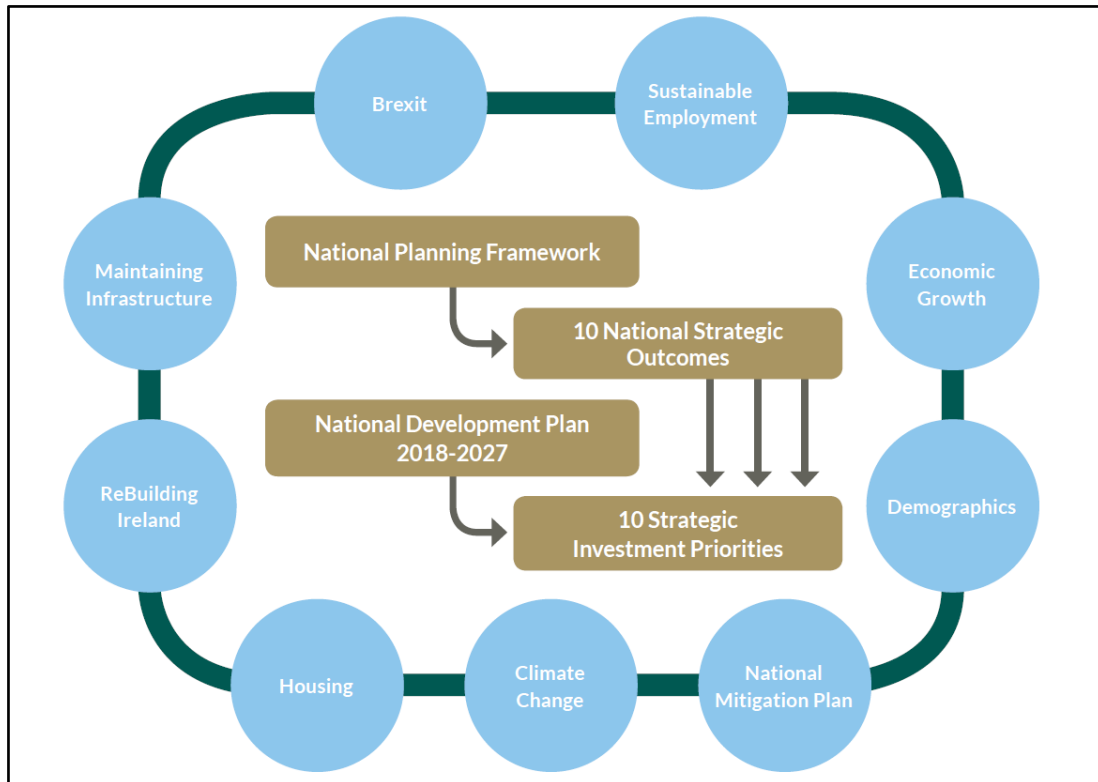 Brexit
Sustainable
Employment
Maintaining
Infrastructure
National Planning Framework
Economic
Growth
10 National Strategic
Outcomes
National Development Plan
2018-2027
ReBuilding
Ireland
10 Strategic
Investment Priorities
Demographics
Housing
Climate
Change
National
Mitigation Plan